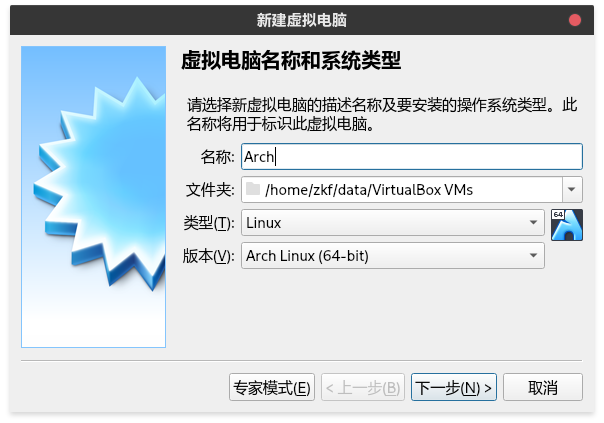 新建虚拟电脑
虚拟电脑名称和系统类型
请选择新虚拟电脑的描述名称及要安装的操作系统类型。此
名称将用于标识此虚拟电脑。
名称: Arch
文件夹: /home/zkf/data/VirtualBox VMs
类型(T): Linux
64
版本(V): Arch Linux (64-bit)
专家模式(E) < 上一步(B) 下一步(N) > 取消